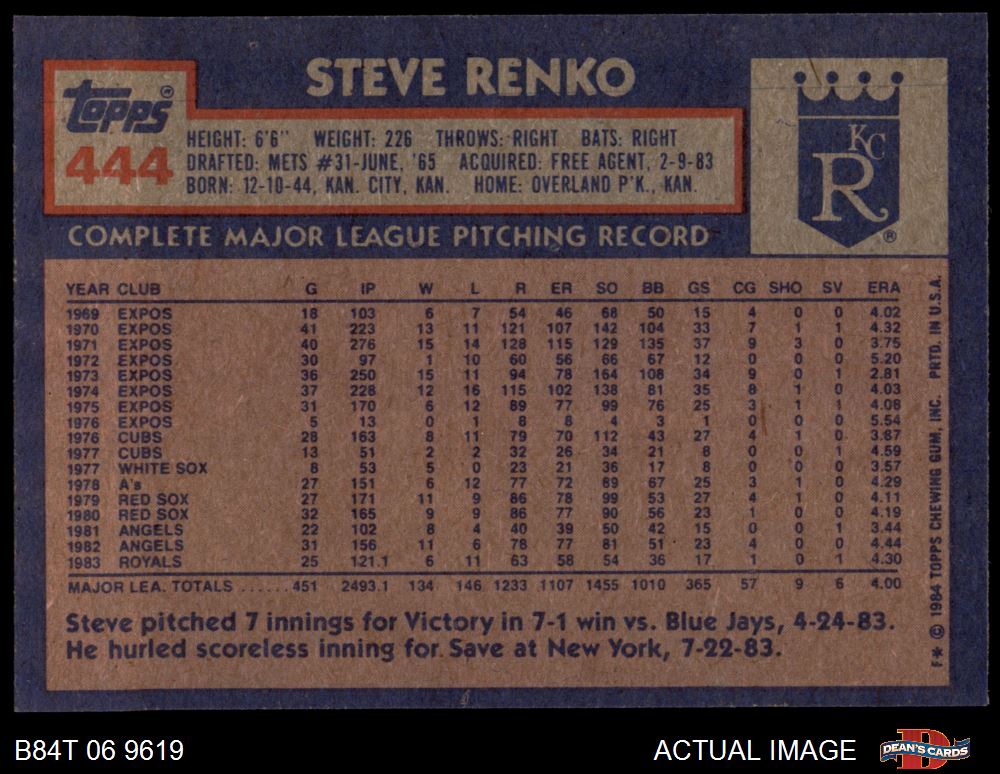 STEVE RENKO
topps®
444
HEIGHT: 6'6" WEIGHT: 226 THROWS: RIGHT BATS: RIGHT
DRAFTED: METS #31-JUNE, '65 ACQUIRED: FREE AGENT, 2-9-83
BORN: 12-10-44, KAN. CITY, KAN. HOME: OVERLAND P'K., KAN.
KC
R
®
COMPLETE MAJOR LEAGUE PITCHING RECORD
YEAR CLUB G IP W L R ER SO BB GS CG SHO SV ERA
1969 EXPOS 18 103 6 7 54 46 68 50 15 4 0 0 4.02
1970 EXPOS 41 223 13 11 121 107 142 104 33 7 1 1 4.32
1971 EXPOS 40 276 15 14 128 115 129 135 37 9 3 0 3.75
1972 EXPOS 30 97 1 10 60 56 66 67 12 0 0 0 5.20
1973 EXPOS 36 250 15 11 94 78 164 108 34 9 0 1 2.81
1974 EXPOS 37 228 12 16 115 102 138 81 35 8 1 0 4.03
1975 EXPOS 31 170 6 12 89 77 99 76 25 3 1 1 4.08
1976 EXPOS 5 13 0 1 8 8 4 3 1 0 0 0 5.54
1976 CUBS 28 163 8 11 79 70 112 43 27 4 1 0 3.87
1977 CUBS 13 51 2 2 32 26 34 21 8 0 0 1 4.59
1977 WHITE SOX 8 53 5 0 23 21 36 17 8 0 0 0 3.57
1978 A's 27 151 6 12 77 72 89 67 25 3 1 0 4.29
1979 RED SOX 27 171 11 9 86 78 99 53 27 4 1 0 4.11
1980 RED SOX 32 165 9 9 86 77 90 56 23 1 0 0 4.19
1981 ANGELS 22 102 8 4 40 39 50 42 15 0 0 1 3.44
1982 ANGELS 31 156 11 6 78 77 81 51 23 4 0 0 4.44
1983 ROYALS 25 121.1 6 11 63 58 54 36 17 1 0 1 4.30
MAJOR LEA. TOTALS ...... 451 2493.1 134 146 1233 1107 1455 1010 365 57 9 6 4.00
Steve pitched 7 innings for Victory in 7-1 win vs. Blue Jays, 4-24-83.
He hurled scoreless inning for Save at New York, 7-22-83.
F* © 1984 TOPPS CHEWING GUM, INC. PRTD. IN U.S.A.
B84T 06 9619
ACTUAL IMAGE
DEAN'S CARDS